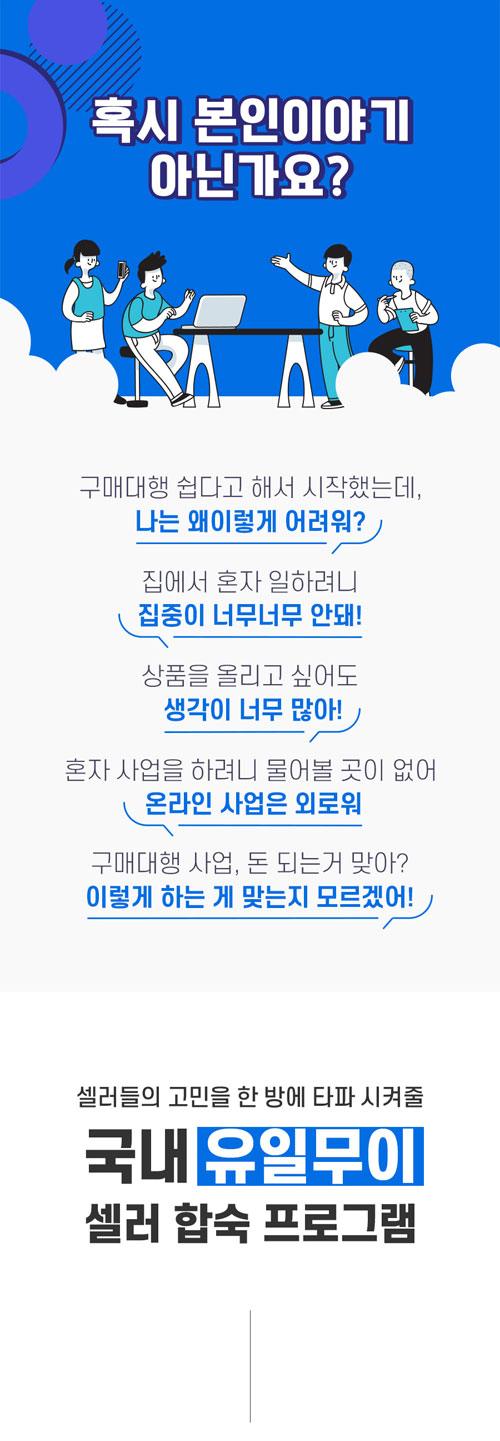 혹시 본인이야기
아닌가요?
구매대행 쉽다고 해서 시작했는데,
나는 왜이렇게 어려워?
집에서 혼자 일하려니
집중이 너무너무 안돼!
상품을 올리고 싶어도
생각이 너무 많아!
혼자 사업을 하려니 물어볼 곳이 없어
온라인 사업은 외로워
구매대행 사업, 돈 되는거 맞아?
이렇게 하는 게 맞는지 모르겠어!
셀러들의 고민을 한 방에 타파 시켜줄
국내 유일무이
셀러 합숙 프로그램